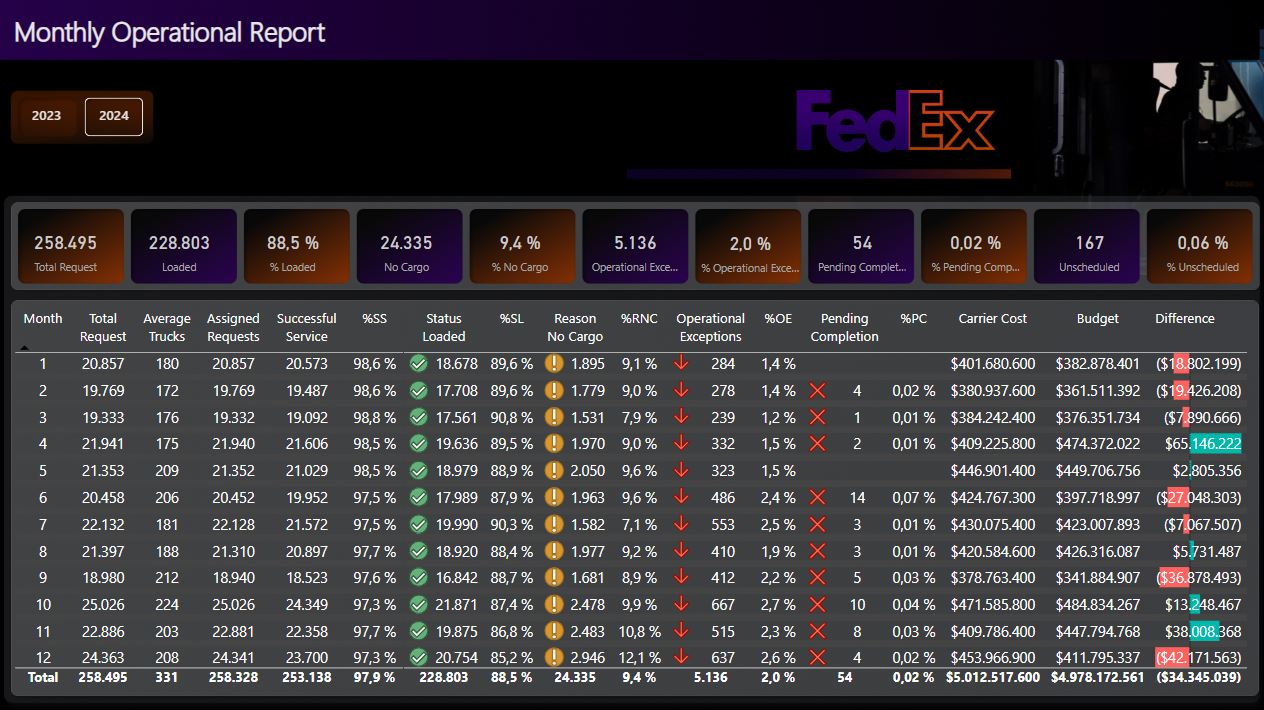 Monthly Operational Report
2023 2024
FedEx
258.495 228.803 88,5 % 24.335 9,4 % 5.136 2,0 % 54 0,02 % 167 0,06 %
Total Request Loaded % Loaded No Cargo % No Cargo Operational Exce... % Operational Exce... Pending Complet... % Pending Comp... Unscheduled % Unscheduled
Month Total Average Assigned Successful %SS Status %SL Reason %RNC Operational %OE Pending %PC Carrier Cost Budget Difference
Request Trucks Requests Service Loaded No Cargo Exceptions Completion
1 20.857 180 20.857 20.573 98,6 % 18.678 89,6 % 1.895 9,1 % 284 1,4 % $401.680.600 $382.878.401 ($18.802.199)
2 19.769 172 19.769 19.487 98,6 % 17.708 89,6 % 1.779 9,0 % 278 1,4 % 4 0,02 % $380.937.600 $361.511.392 ($19.426.208)
3 19.333 176 19.332 19.092 98,8 % 17.561 90,8 % 1.531 7,9 % 239 1,2 % 1 0,01 % $384.242.400 $376.351.734 ($7.890.666)
4 21.941 175 21.940 21.606 98,5 % 19.636 89,5 % 1.970 9,0 % 332 1,5 % 2 0,01 % $409.225.800 $474.372.022 $65.146.222
5 21.353 209 21.352 21.029 98,5 % 18.979 88,9 % 2.050 9,6 % 323 1,5 % $446.901.400 $449.706.756 $2.805.356
6 20.458 206 20.452 19.952 97,5 % 17.989 87,9 % 1.963 9,6 % 486 2,4 % 14 0,07 % $424.767.300 $397.718.997 ($27.048.303)
7 22.132 181 22.128 21.572 97,5 % 19.990 90,3 % 1.582 7,1 % 553 2,5 % 3 0,01 % $430.075.400 $423.007.893 ($7.067.507)
8 21.397 188 21.310 20.897 97,7 % 18.920 88,4 % 1.977 9,2 % 410 1,9 % 3 0,01 % $420.584.600 $426.316.087 $5.731.487
9 18.980 212 18.940 18.523 97,6 % 16.842 88,7 % 1.681 8,9 % 412 2,2 % 5 0,03 % $378.763.400 $341.884.907 ($36.878.493)
10 25.026 224 25.026 24.349 97,3 % 21.871 87,4 % 2.478 9,9 % 667 2,7 % 10 0,04 % $471.585.800 $484.834.267 $13.248.467
11 22.886 203 22.881 22.358 97,7 % 19.875 86,8 % 2.483 10,8 % 515 2,3 % 8 0,03 % $409.786.400 $447.794.768 $38.008.368
12 24.363 208 24.341 23.700 97,3 % 20.754 85,2 % 2.946 12,1 % 637 2,6 % 4 0,02 % $453.966.900 $411.795.337 ($42.171.563)
Total 258.495 331 258.328 253.138 97,9 % 228.803 88,5 % 24.335 9,4 % 5.136 2,0 % 54 0,02 % $5.012.517.600 $4.978.172.561 ($34.345.039)